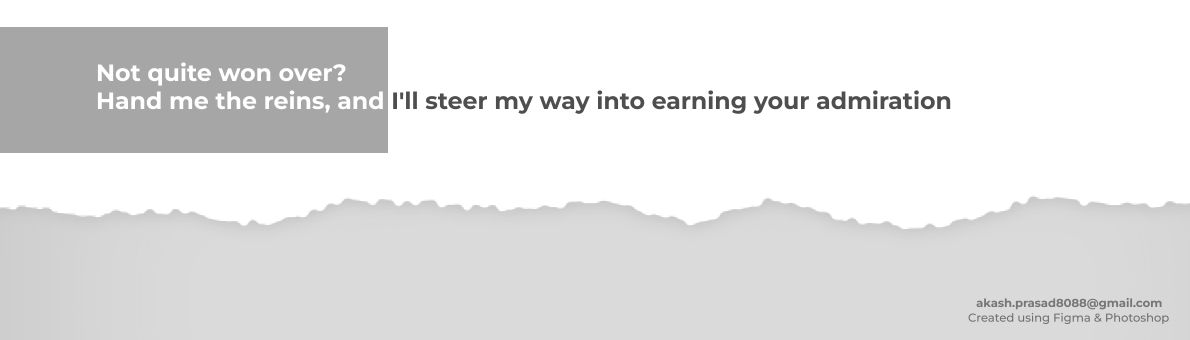 Not quite won over?
Hand me the reins, and I'll steer my way into earning your admiration
akash.prasad8088@gmail.com
Created using Figma & Photoshop